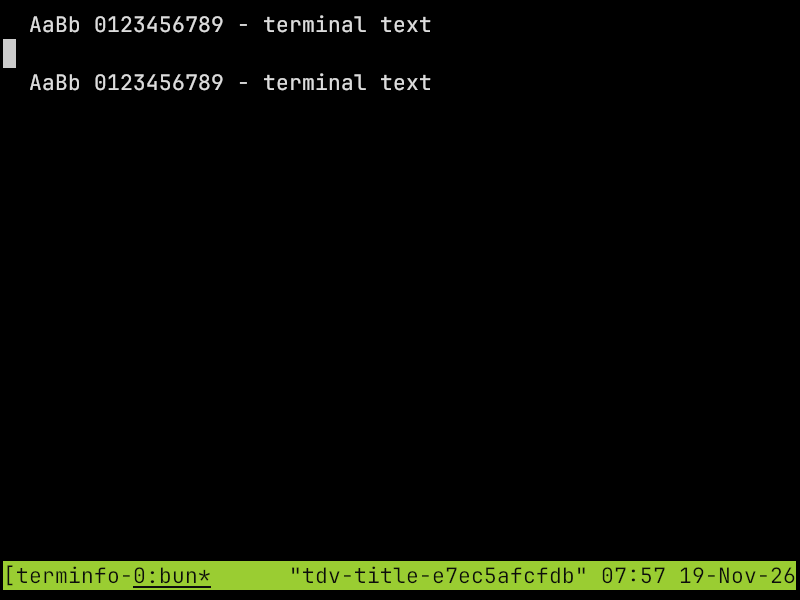 AaBb 0123456789 - terminal text
AaBb 0123456789 - terminal text
[terminfo-0:bun* "tdv-title-e7ec5afcfdb" 07:57 19-Nov-26